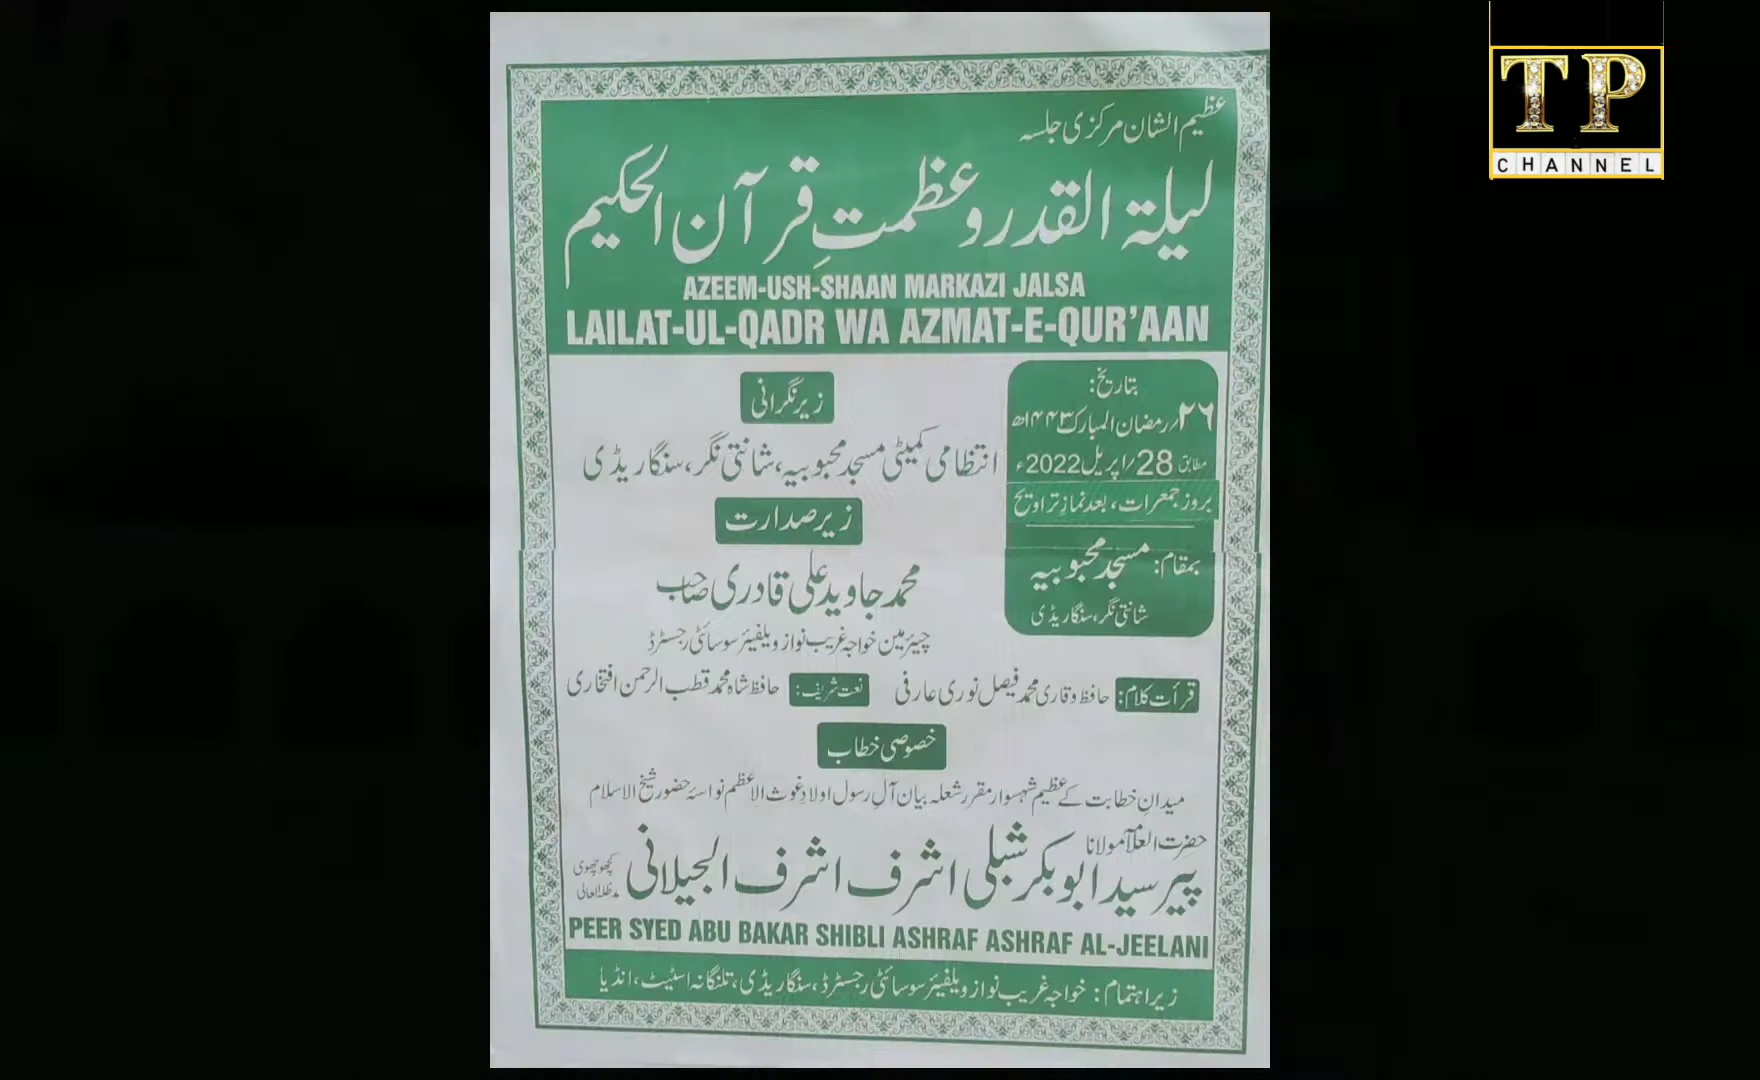 عظیم الشان مرکزی جلسہ
لیلۃ القدر و عظمتِ قرآن الحکیم
AZEEM-USH-SHAAN MARKAZI JALSA
LAILAT-UL-QADR WA AZMAT-E-QUR'AAN
بتاریخ:
۲۶؍رمضان المبارک ۱۴۴۳ھ
مطابق 28؍اپریل 2022ء
بروز جمعرات، بعد نمازِ تراویح
بمقام: مسجد محبوبیہ
شانتی نگر، سنگاریڈی
زیر نگرانی
انتظامی کمیٹی مسجد محبوبیہ، شانتی نگر، سنگاریڈی
زیر صدارت
محمد جاوید علی قادری صاحب
چیئرمین خواجہ غریب نواز ویلفیئر سوسائٹی رجسٹرڈ
قرأت کلام: حافظ و قاری محمد فیصل نوری عارفی نعت شریف: حافظ شاہ محمد قطب الرحمن افتخاری
خصوصی خطاب
میدانِ خطابت کے عظیم شہسوار مقرر شعلہ بیان آلِ رسول اولادِ غوث الاعظم نواسۂ حضور شیخ الاسلام
حضرت العلامہ مولانا
پیر سید ابوبکر شبلی اشرف اشرف الجیلانی کچھوچھوی مدظلہ العالی
PEER SYED ABU BAKAR SHIBLI ASHRAF ASHRAF AL-JEELANI
زیر اہتمام: خواجہ غریب نواز ویلفیئر سوسائٹی رجسٹرڈ، سنگاریڈی، تلنگانہ اسٹیٹ، انڈیا
TP
CHANNEL